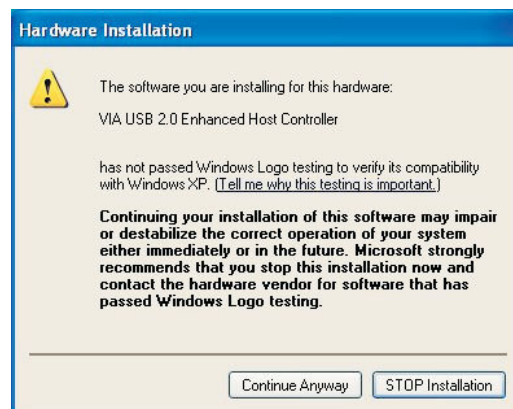 Hardware Installation
The software you are installing for this hardware:
VIA USB 2.0 Enhanced Host Controller
has not passed Windows Logo testing to verify its compatibility
with Windows XP. (Tell me why this testing is important.)
Continuing your installation of this software may impair
or destabilize the correct operation of your system
either immediately or in the future. Microsoft strongly
recommends that you stop this installation now and
contact the hardware vendor for software that has
passed Windows Logo testing.
Continue Anyway
STOP Installation